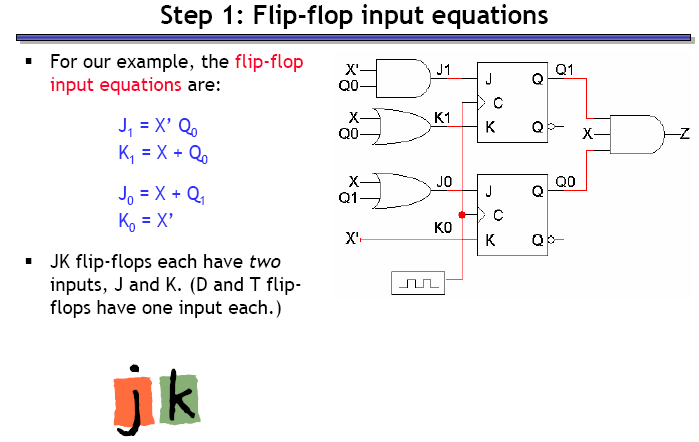 Step 1: Flip-flop input equations
▪ For our example, the flip-flop
input equations are:
J₁ = X’ Q₀
K₁ = X + Q₀
J₀ = X + Q₁
K₀ = X’
▪ JK flip-flops each have two
inputs, J and K. (D and T flip-
flops have one input each.)
jk
X'
Q0
J1
J
Q
Q1
C
X
Q0
K1
K
Q
X
Z
X
Q1
J0
J
Q
Q0
C
X'
K0
K
Q